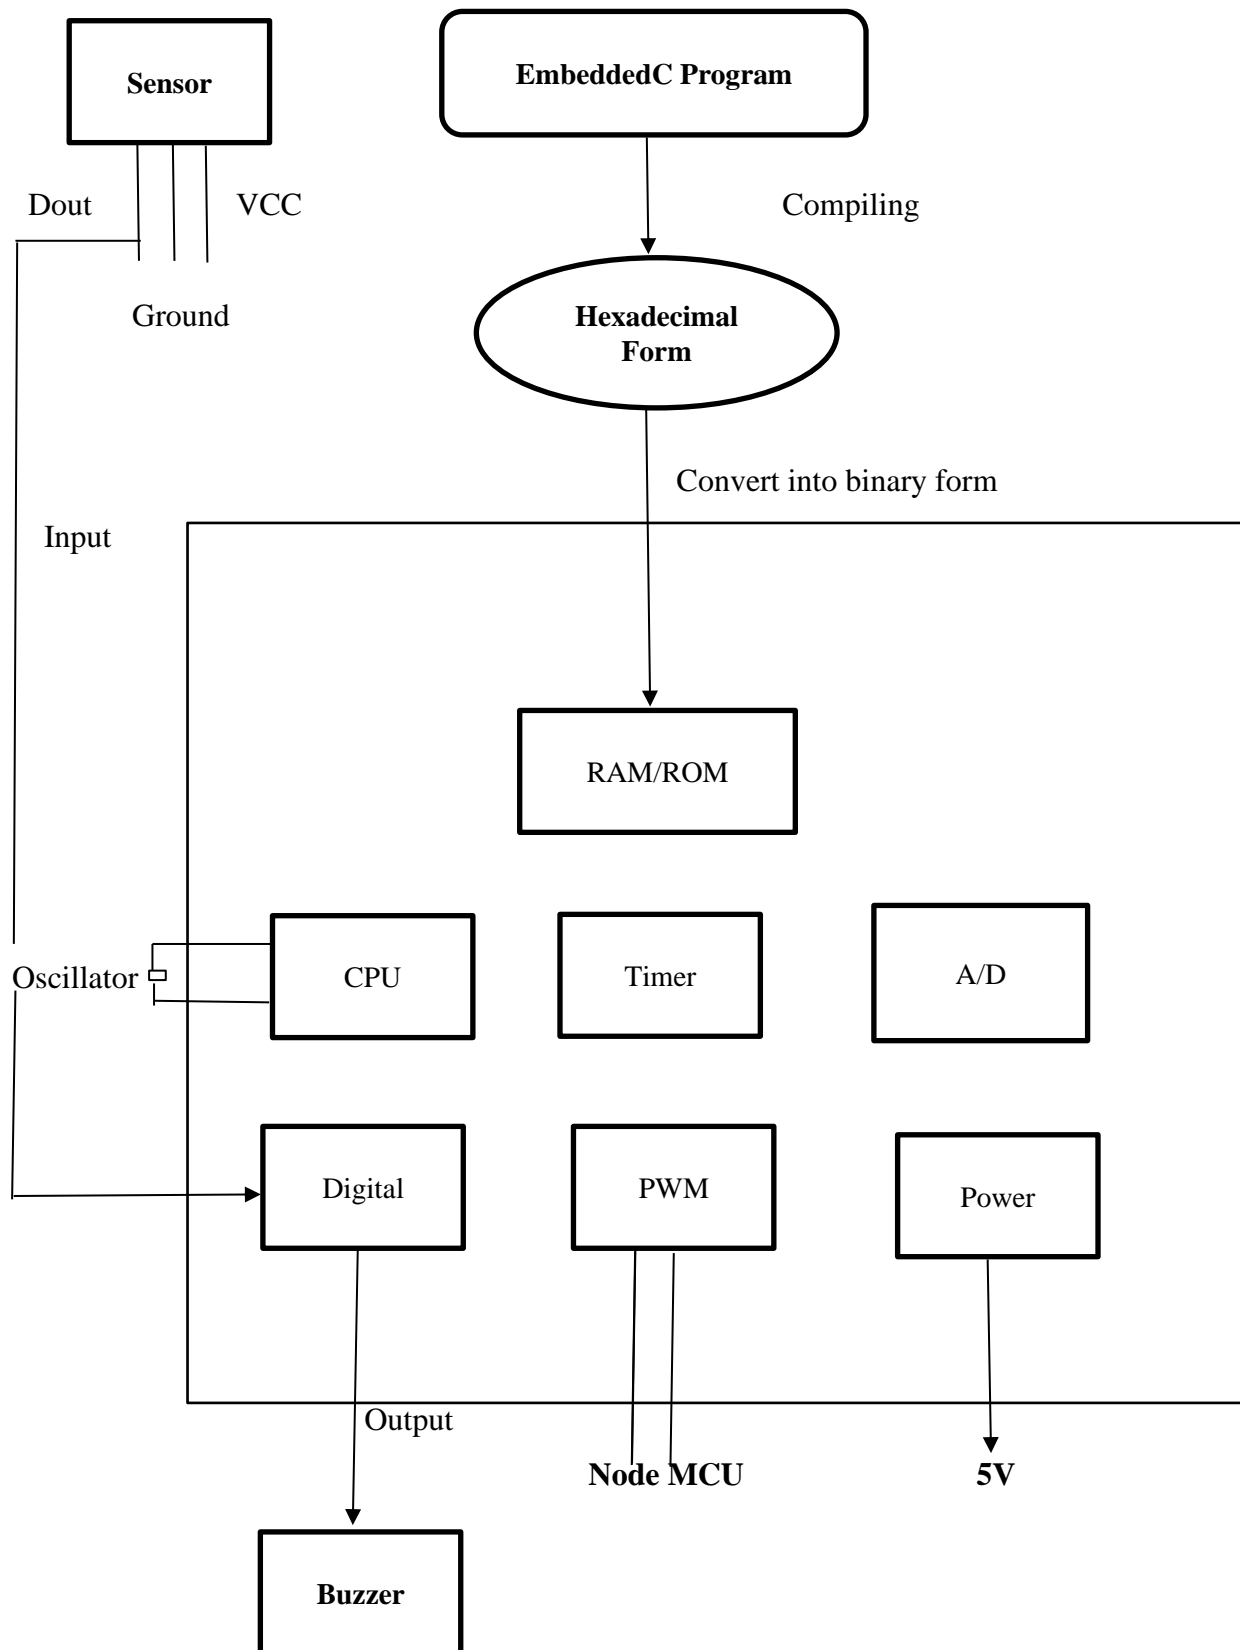 Sensor
EmbeddedC Program
Dout
VCC
Compiling
Ground
Hexadecimal
Form
Convert into binary form
Input
RAM/ROM
Oscillator
CPU
Timer
A/D
Digital
PWM
Power
Output
Node MCU
5V
Buzzer